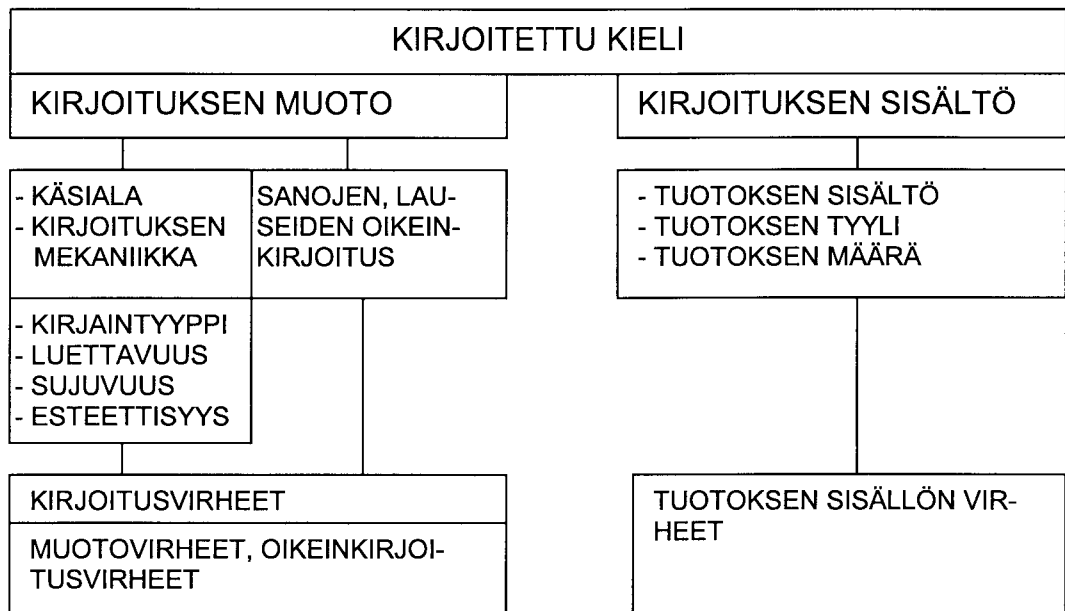 KIRJOITETTU KIELI
KIRJOITUKSEN MUOTO
KIRJOITUKSEN SISÄLTÖ
- KÄSIALA
- KIRJOITUKSEN
MEKANIIKKA
SANOJEN, LAU-
SEIDEN OIKEIN-
KIRJOITUS
- TUOTOKSEN SISÄLTÖ
- TUOTOKSEN TYYLI
- TUOTOKSEN MÄÄRÄ
- KIRJAINTYYPPI
- LUETTAVUUS
- SUJUVUUS
- ESTEETTISYYS
KIRJOITUSVIRHEET
MUOTOVIRHEET, OIKEINKIRJOI-
TUSVIRHEET
TUOTOKSEN SISÄLLÖN VIR-
HEET